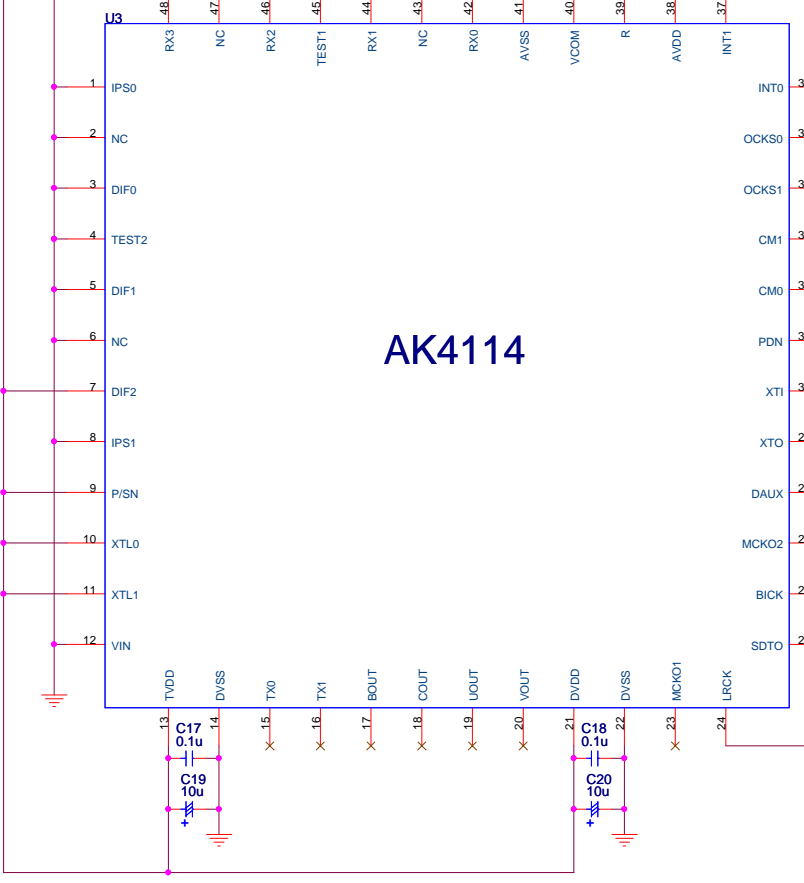 48
47
46
45
44
43
42
41
40
39
38
37
U3
RX3
NC
RX2
TEST1
RX1
NC
RX0
AVSS
VCOM
R
AVDD
INT1
1 IPS0
INT0
2 NC
OCKS0
3 DIF0
OCKS1
4 TEST2
CM1
5 DIF1
CM0
AK4114
6 NC
PDN
7 DIF2
XTI
8 IPS1
XTO
9 P/SN
DAUX
10 XTL0
MCKO2
11 XTL1
BICK
12 VIN
SDTO
TVDD
DVSS
TX0
TX1
BOUT
COUT
UOUT
VOUT
DVDD
DVSS
MCKO1
LRCK
13
14
15
16
17
18
19
20
21
22
23
24
C17
0.1u
C18
0.1u
C19
10u
+
C20
10u
+